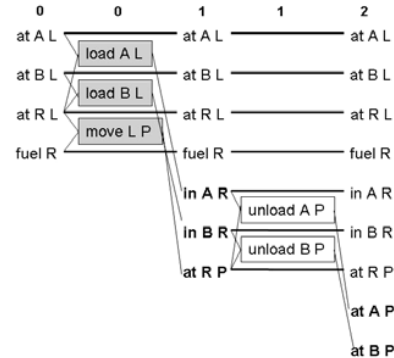 0 0 1 1 2
at A L at A L at A L
load A L
at B L at B L at B L
load B L
at R L at R L at R L
move L P
fuel R fuel R fuel R
in A R in A R
unload A P
in B R in B R
unload B P
at R P at R P
at A P
at B P